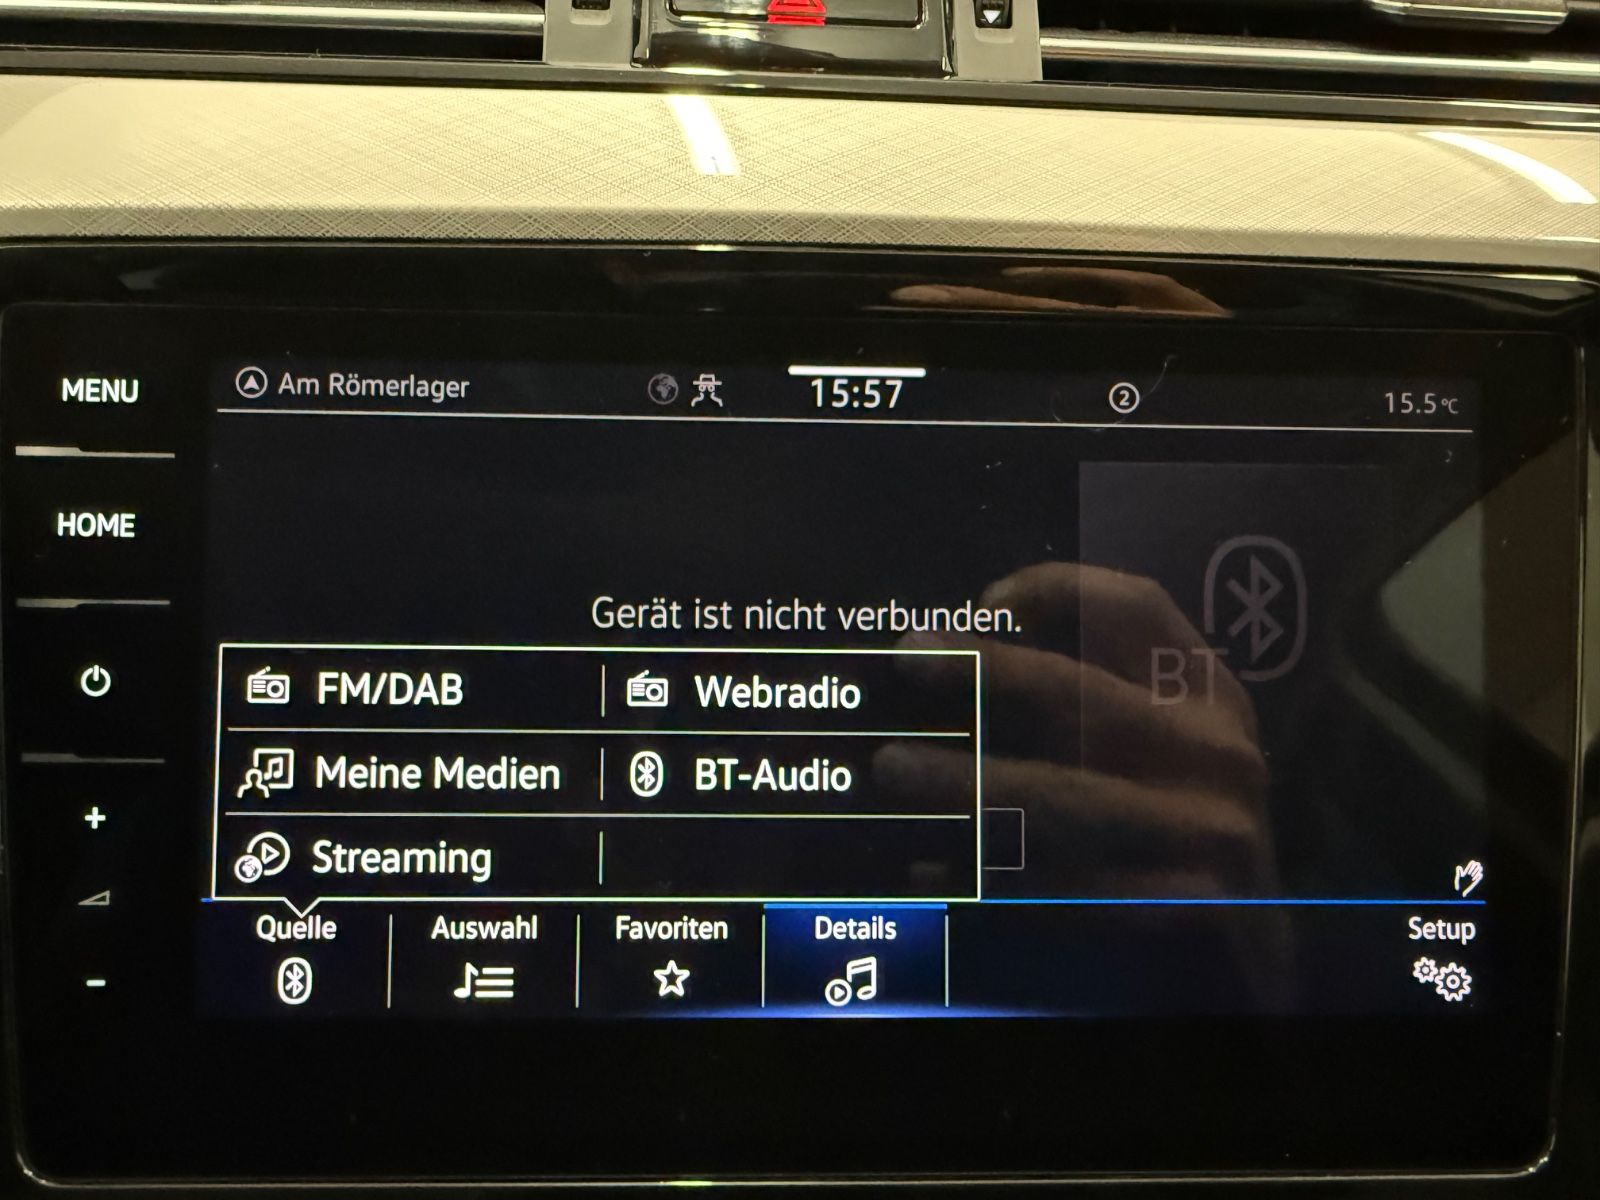 MENU
Am Römerlager
15:57
2
15.5°C
HOME
Gerät ist nicht verbunden.
BT
FM/DAB
Webradio
Meine Medien
BT-Audio
Streaming
+
-
Quelle
Auswahl
Favoriten
Details
Setup